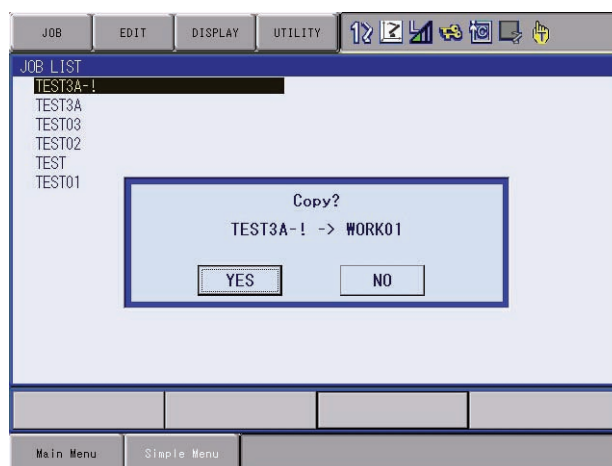 JOB EDIT DISPLAY UTILITY
JOB LIST
TEST3A-!
TEST3A
TEST03
TEST02
TEST
TEST01
Copy?
TEST3A-! -> WORK01
YES NO
Main Menu Simple Menu